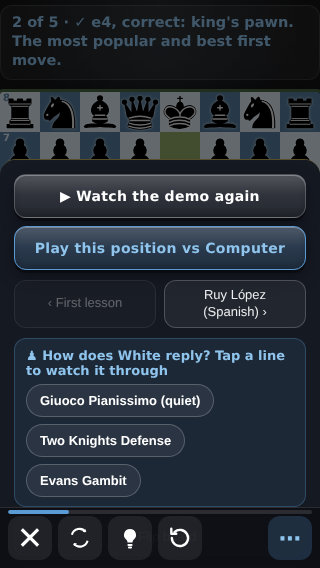 2 of 5 · ✓ e4, correct: king's pawn.
The most popular and best first
move.
8
7
▶ Watch the demo again
Play this position vs Computer
‹ First lesson
Ruy López
(Spanish) ›
♟ How does White reply? Tap a line
to watch it through
Giuoco Pianissimo (quiet)
Two Knights Defense
Evans Gambit